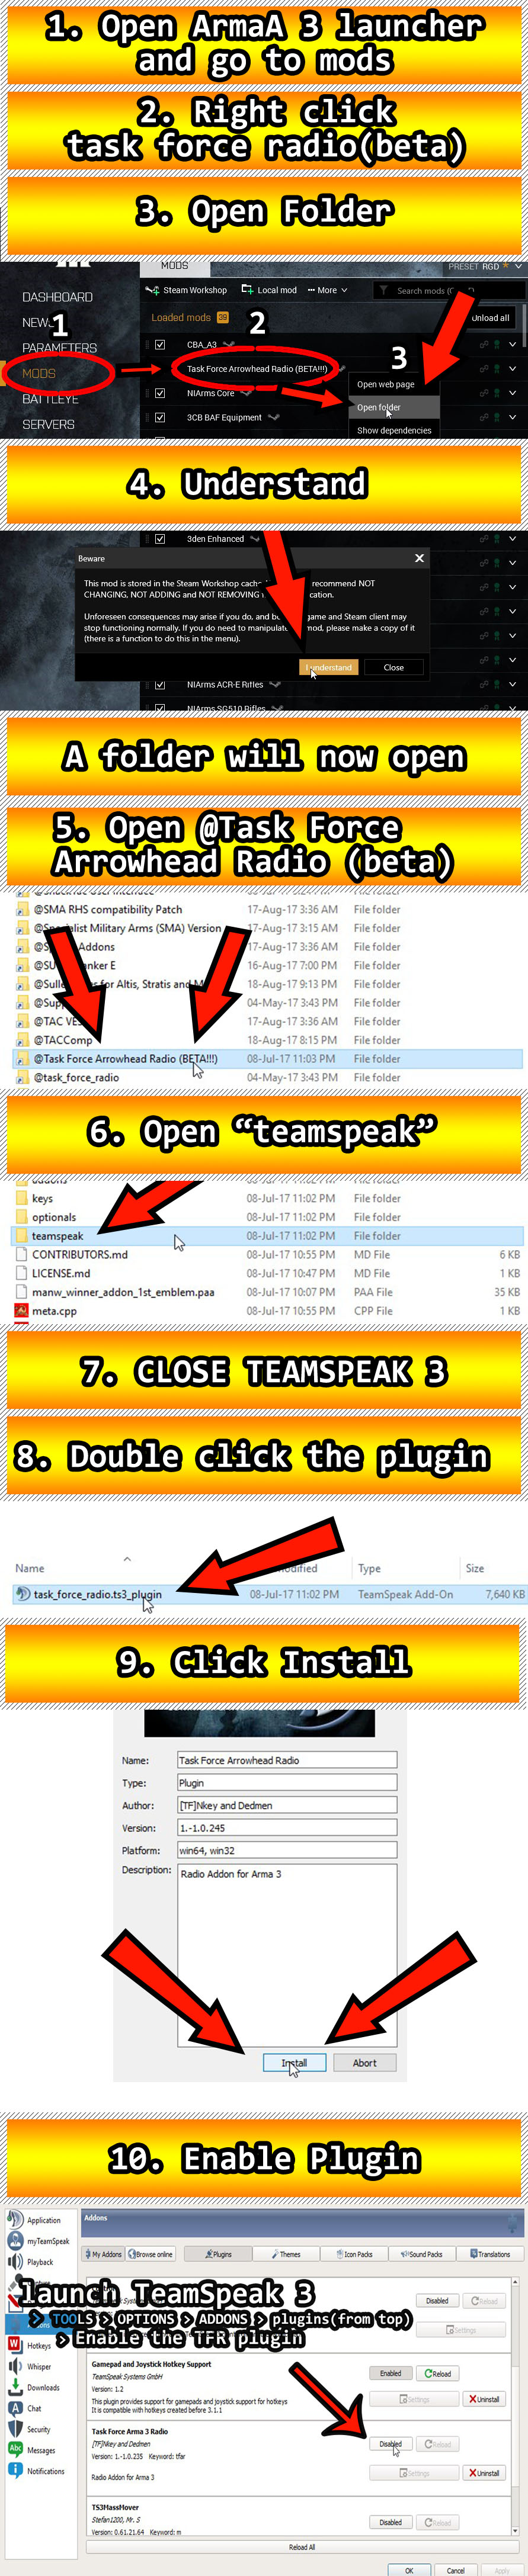 1. Open ArmaA 3 launcher
and go to mods
2. Right click
task force radio(beta)
3. Open Folder
MODS
PRESET RGD *
DASHBOARD
Steam Workshop
Local mod
••• More
Search mods
NEWS
1
Loaded mods 39
2
Unload all
PARAMETERS
CBA_A3
3
MODS
Task Force Arrowhead Radio (BETA!!!)
Open web page
BATTLEYE
NIArms Core
Open folder
SERVERS
3CB BAF Equipment
Show dependencies
4. Understand
3den Enhanced
Beware
This mod is stored in the Steam Workshop cach recommend NOT
CHANGING, NOT ADDING and NOT REMOVING cation.
Unforeseen consequences may arise if you do, and bo game and Steam client may
stop functioning normally. If you need to manipulate mod, please make a copy of it
(there is a function to do this in the menu).
I understand
Close
NIArms ACR-E Rifles
NIArms SG510 Rifles
A folder will now open
5. Open @Task Force
Arrowhead Radio (beta)
@SMA RHS compatibility Patch 17-Aug-17 3:36 AM File folder
@Specialist Military Arms (SMA) Version 17-Aug-17 3:15 AM File folder
Addons 17-Aug-17 3:36 AM File folder
anker E 16-Aug-17 7:00 PM File folder
for Altis, Stratis and 18-Aug-17 9:13 PM File folder
@Sup 04-May-17 3:43 PM File folder
@TAC VES 17-Aug-17 3:36 AM File folder
@TACComp 18-Aug-17 8:15 PM File folder
@Task Force Arrowhead Radio (BETA!!!) 08-Jul-17 11:03 PM File folder
@task_force_radio 04-May-17 3:43 PM File folder
6. Open “teamspeak”
addons 08-Jul-17 11:02 PM File folder
keys 08-Jul-17 11:02 PM File folder
optionals 08-Jul-17 11:02 PM File folder
teamspeak 08-Jul-17 11:02 PM File folder
CONTRIBUTORS.md 08-Jul-17 10:55 PM MD File 6 KB
LICENSE.md 08-Jul-17 10:47 PM MD File 1 KB
manw_winner_addon_1st_emblem.paa 08-Jul-17 10:07 PM PAA File 35 KB
meta.cpp 08-Jul-17 10:55 PM CPP File 1 KB
7. CLOSE TEAMSPEAK 3
8. Double click the plugin
Name odified Type Size
task_force_radio.ts3_plugin 08-Jul-17 11:02 PM TeamSpeak Add-On 7,640 KB
9. Click Install
Name: Task Force Arrowhead Radio
Type: Plugin
Author: [TF]Nkey and Dedmen
Version: 1.-1.0.245
Platform: win64, win32
Description: Radio Addon for Arma 3
Install
Abort
10. Enable Plugin
Application
Addons
myTeamSpeak
Playback
My Addons
Browse online
Plugins
Themes
Icon Packs
Sound Packs
Translations
launch TeamSpeak 3
> TOOLS > OPTIONS > ADDONS > plugins(from top)
> Enable the TFR plugin
Disabled
Reload
Settings
Hotkeys
Whisper
Downloads
Chat
Security
Messages
Notifications
Gamepad and Joystick Hotkey Support
TeamSpeak Systems GmbH
Version: 1.2
This plugin provides support for gamepads and joystick support for hotkeys
It is compatible with hotkeys created before 3.1.1
Enabled
Reload
Settings
Uninstall
Task Force Arma 3 Radio
[TF]Nkey and Dedmen
Version: 1.-1.0.235 Keyword: tfar
Radio Addon for Arma 3
Disabled
Reload
Settings
Uninstall
TS3MassMover
Stefan1200, Mr. S
Version: 0.61.21.64 Keyword: m
Disabled
Reload
Reload All
OK
Cancel
Apply